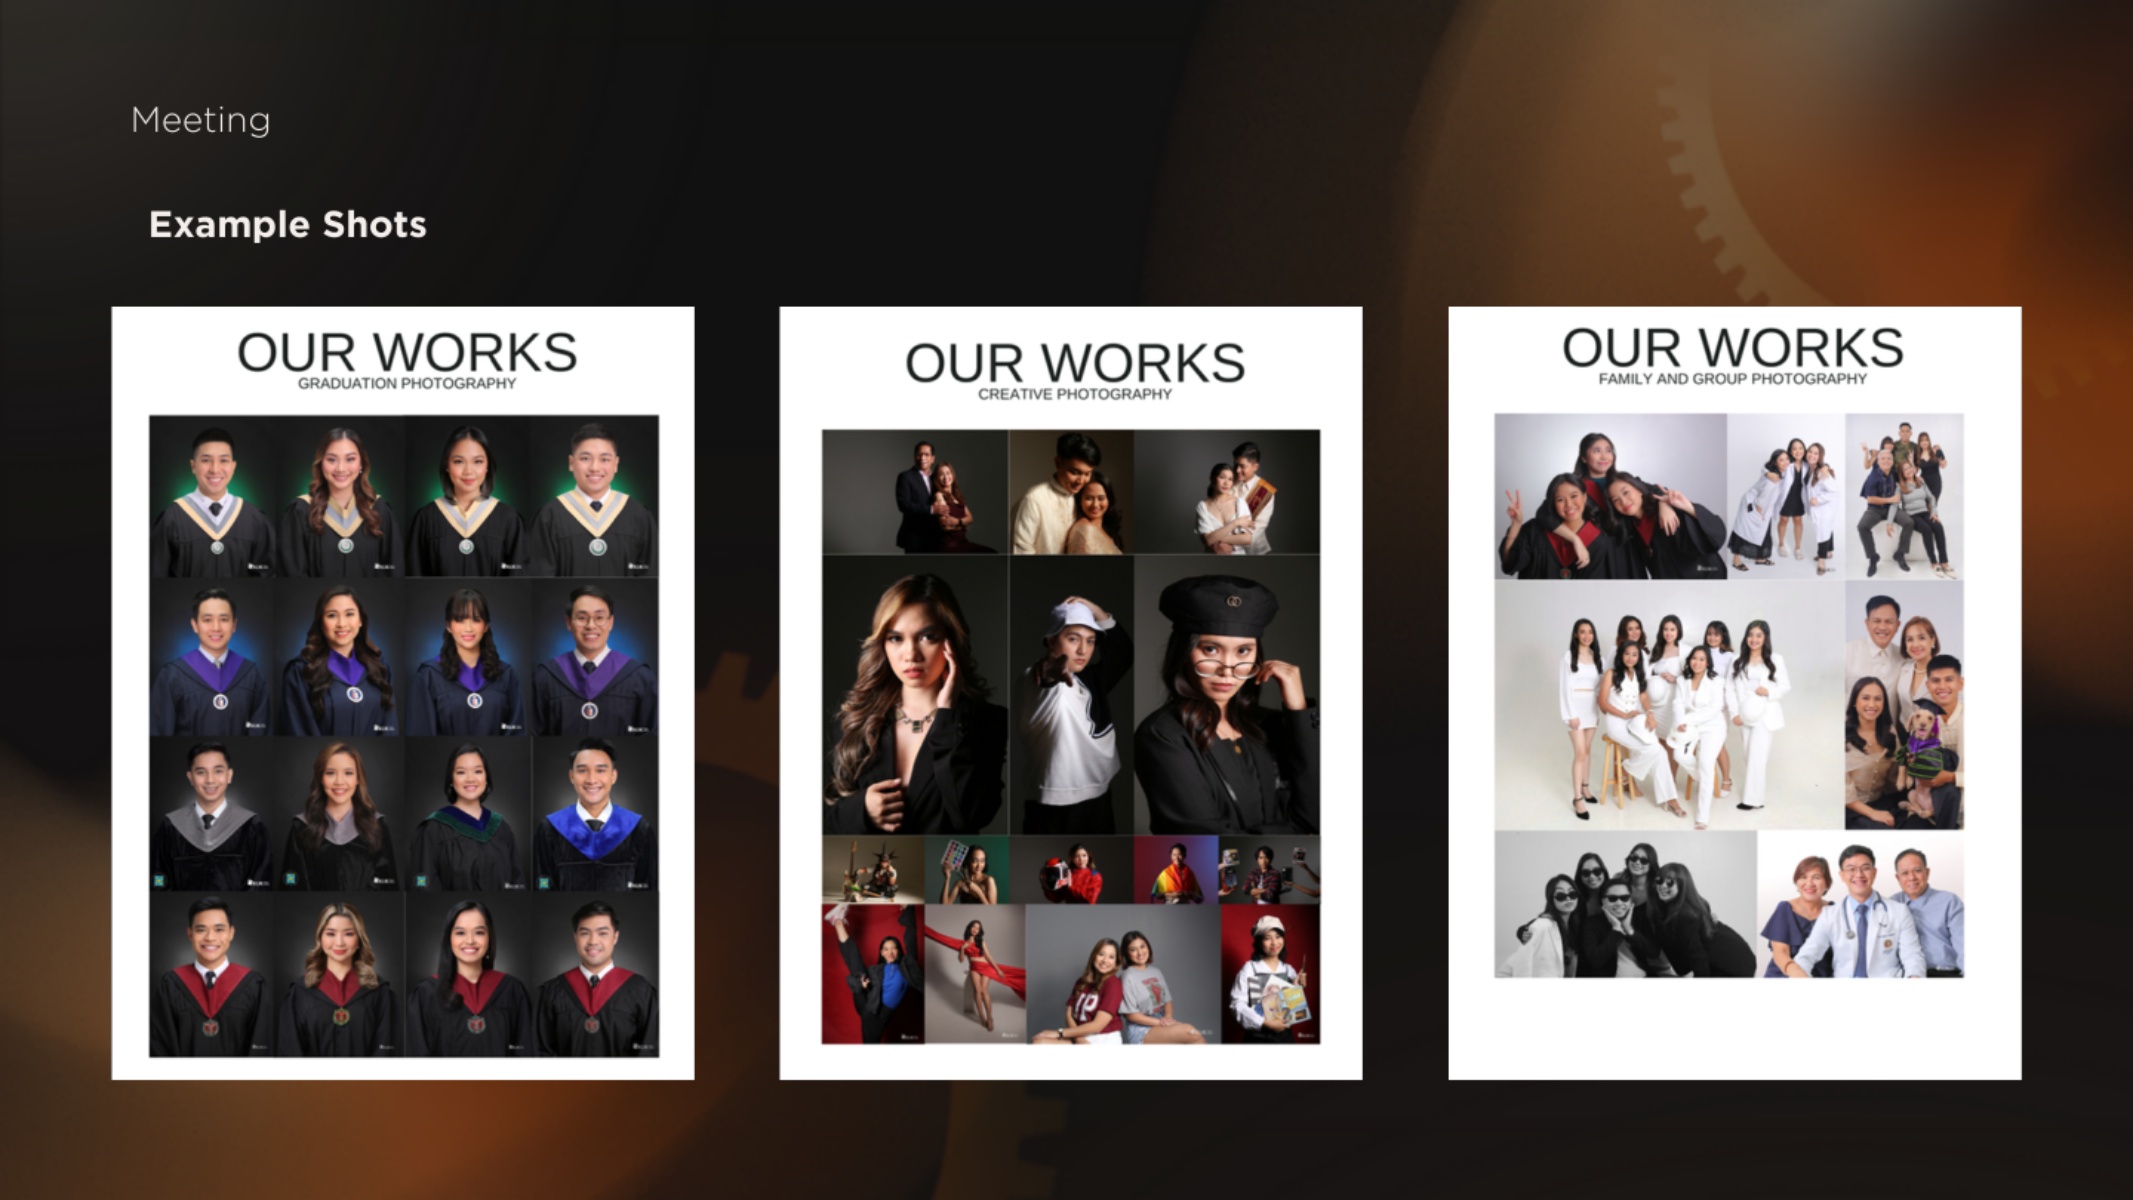 Meeting
Example Shots
OUR WORKS
GRADUATION PHOTOGRAPHY
OUR WORKS
CREATIVE PHOTOGRAPHY
OUR WORKS
FAMILY AND GROUP PHOTOGRAPHY